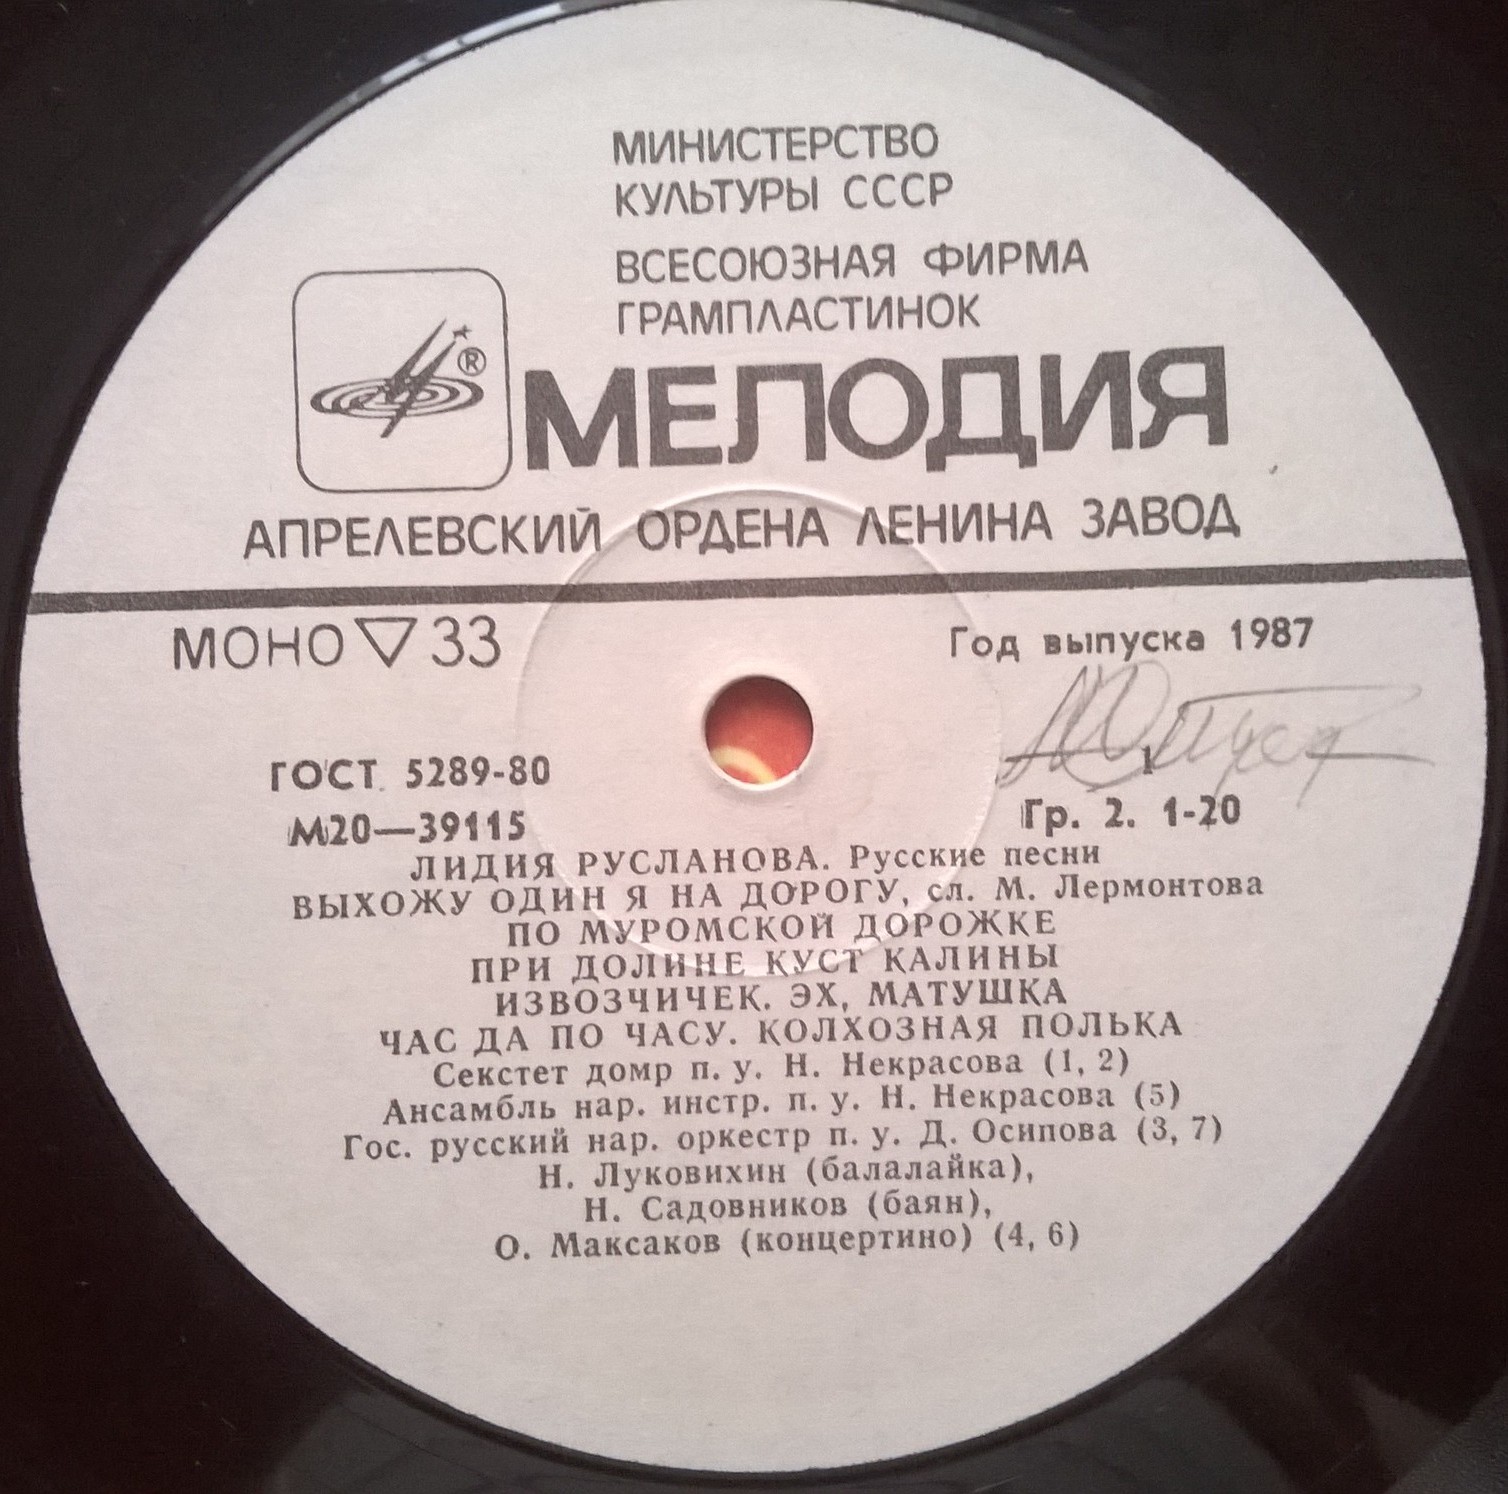 МИНИСТЕРСТВО
КУЛЬТУРЫ СССР
ВСЕСОЮЗНАЯ ФИРМА
ГРАМПЛАСТИНОК
®
МЕЛОДИЯ
АПРЕЛЕВСКИЙ ОРДЕНА ЛЕНИНА ЗАВОД
МОНО ▽ 33
Год выпуска 1987
1
ГОСТ 5289-80
М20—39115
Гр. 2. 1-20
ЛИДИЯ РУСЛАНОВА. Русские песни
ВЫХОЖУ ОДИН Я НА ДОРОГУ, сл. М. Лермонтова
ПО МУРОМСКОЙ ДОРОЖКЕ
ПРИ ДОЛИНЕ КУСТ КАЛИНЫ
ИЗВОЗЧИЧЕК. ЭХ, МАТУШКА
ЧАС ДА ПО ЧАСУ. КОЛХОЗНАЯ ПОЛЬКА
Секстет домр п. у. Н. Некрасова (1, 2)
Ансамбль нар. инстр. п. у. Н. Некрасова (5)
Гос. русский нар. оркестр п. у. Д. Осипова (3, 7)
Н. Луковихин (балалайка),
Н. Садовников (баян),
О. Максаков (концертино) (4, 6)